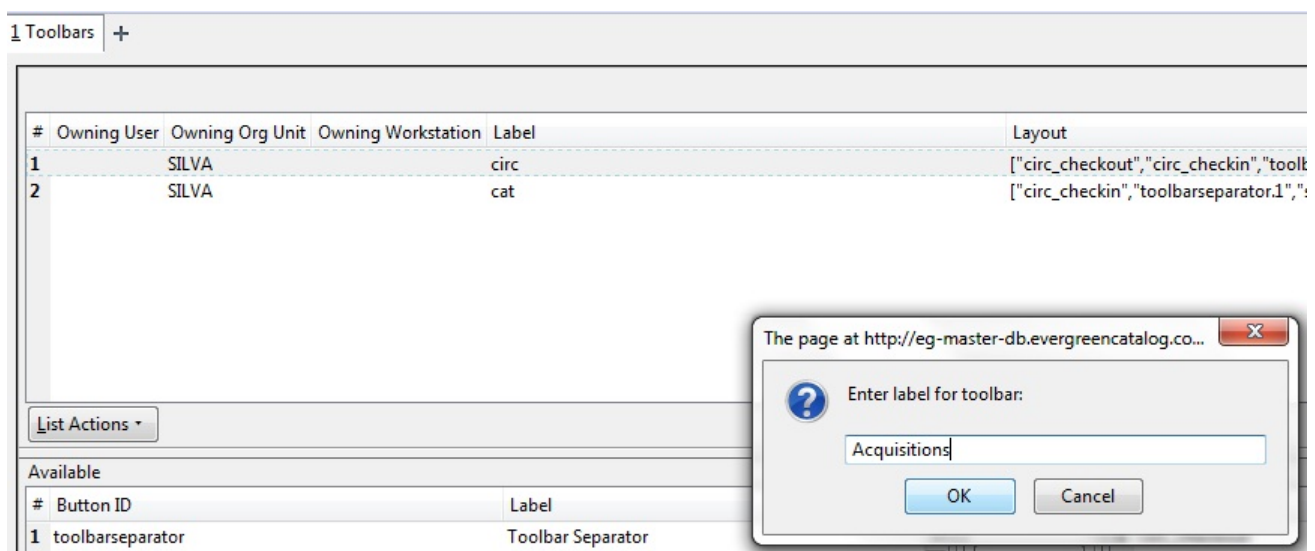 1 Toolbars +
# Owning User Owning Org Unit Owning Workstation Label Layout
1 SILVA circ ["circ_checkout","circ_checkin","toolb
2 SILVA cat ["circ_checkin","toolbarseparator.1","s
The page at http://eg-master-db.evergreencatalog.co...
Enter label for toolbar:
Acquisitions
OK Cancel
List Actions
Available
# Button ID Label
1 toolbarseparator Toolbar Separator